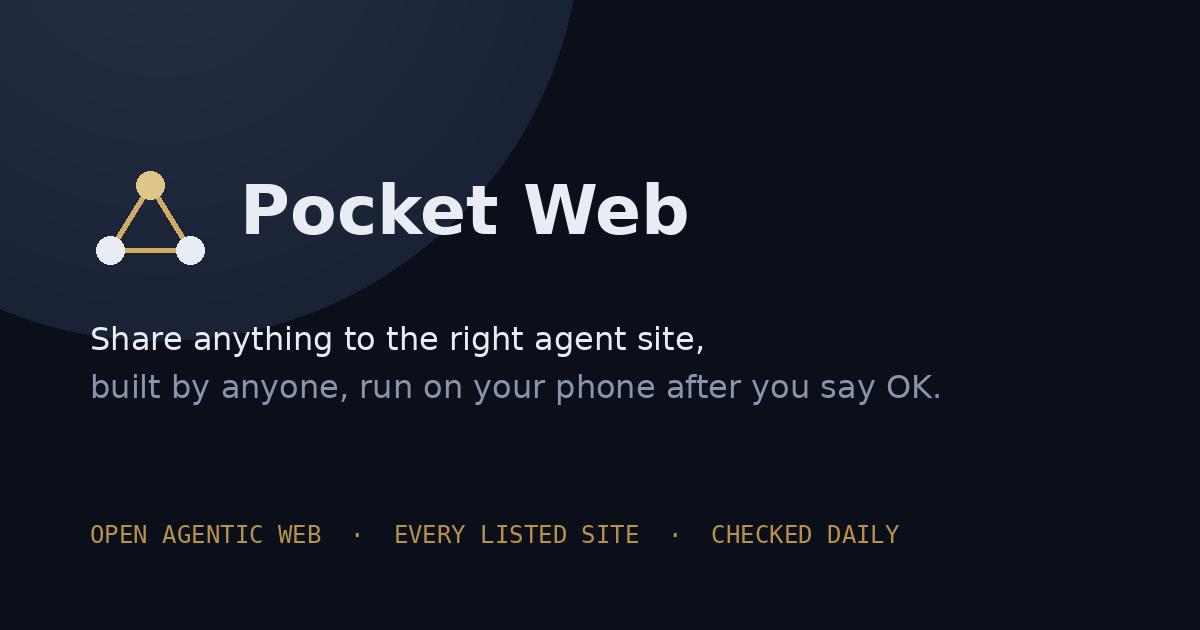 Pocket Web
Share anything to the right agent site,
built by anyone, run on your phone after you say OK.
OPEN AGENTIC WEB · EVERY LISTED SITE · CHECKED DAILY